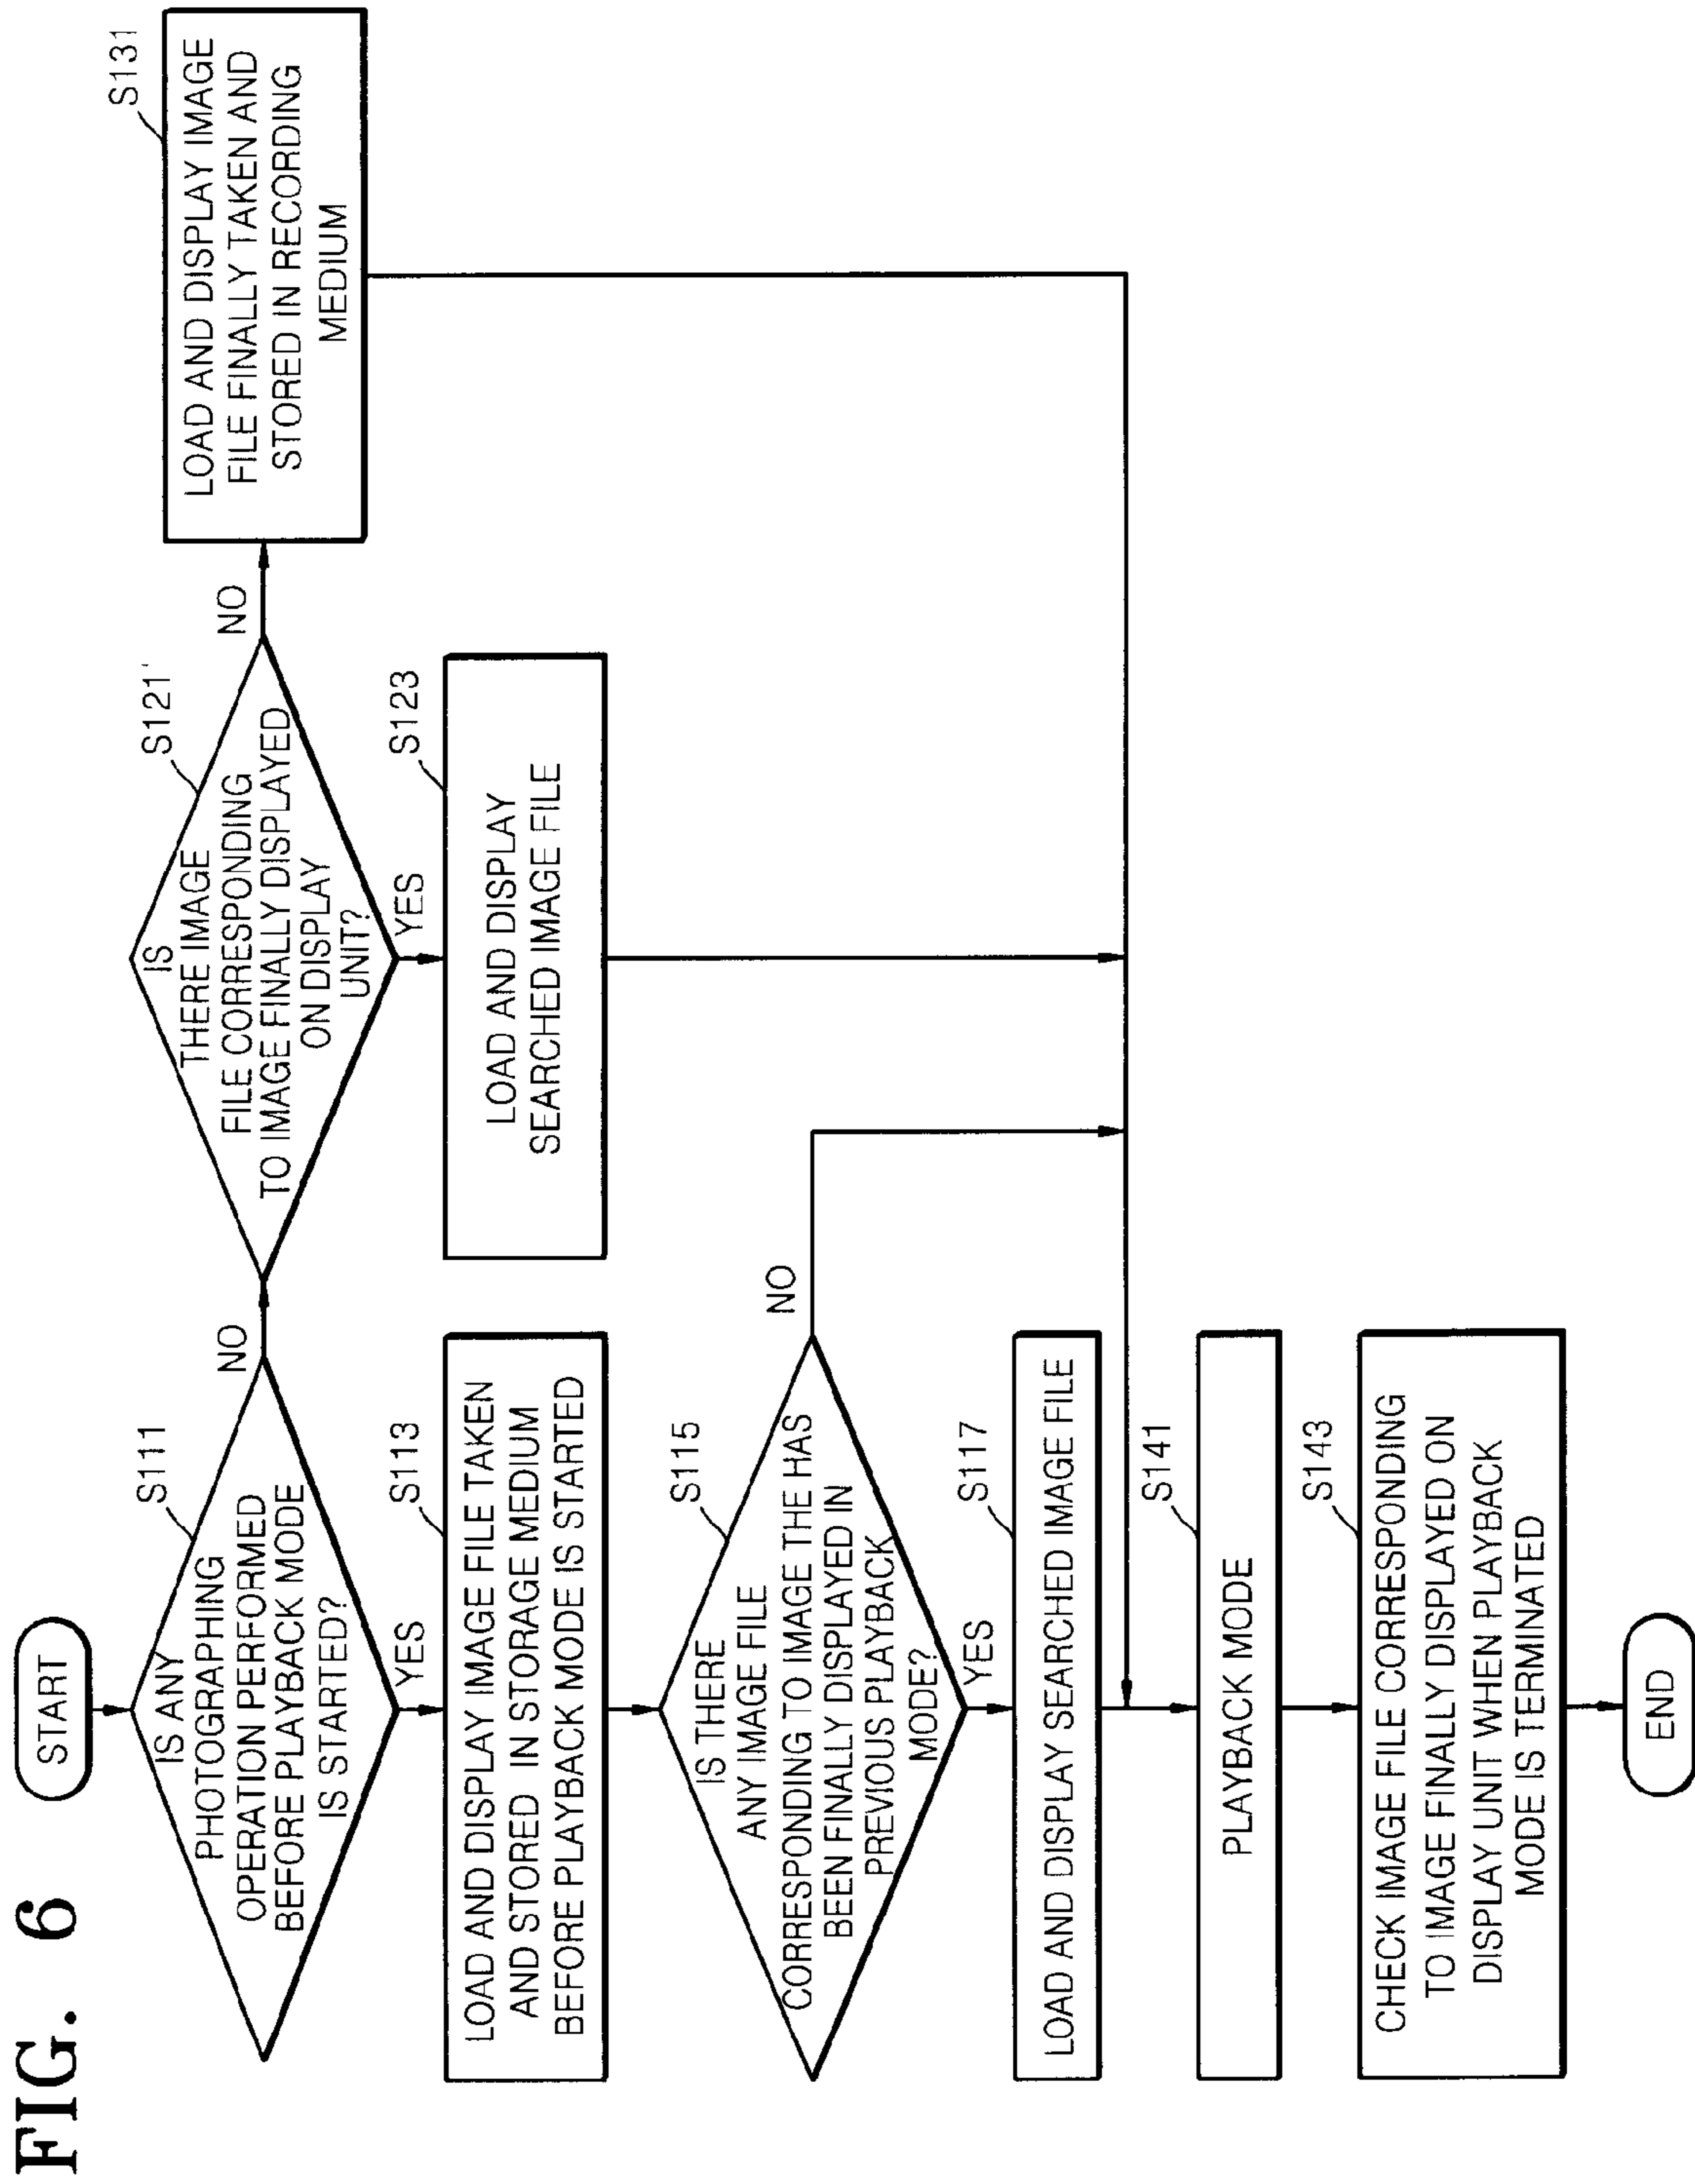 FIG. 6
START
S111
IS ANY
PHOTOGRAPHING
OPERATION PERFORMED
BEFORE PLAYBACK MODE
IS STARTED?
NO
YES
S113
LOAD AND DISPLAY IMAGE FILE TAKEN
AND STORED IN STORAGE MEDIUM
BEFORE PLAYBACK MODE IS STARTED
S115
IS THERE
ANY IMAGE FILE
CORRESPONDING TO IMAGE THE HAS
BEEN FINALLY DISPLAYED IN
PREVIOUS PLAYBACK
MODE?
NO
YES
S117
LOAD AND DISPLAY SEARCHED IMAGE FILE
S141
PLAYBACK MODE
S143
CHECK IMAGE FILE CORRESPONDING
TO IMAGE FINALLY DISPLAYED ON
DISPLAY UNIT WHEN PLAYBACK
MODE IS TERMINATED
END
S121'
IS
THERE IMAGE
FILE CORRESPONDING
TO IMAGE FINALLY DISPLAYED
ON DISPLAY
UNIT?
NO
YES
S123
LOAD AND DISPLAY
SEARCHED IMAGE FILE
S131
LOAD AND DISPLAY IMAGE
FILE FINALLY TAKEN AND
STORED IN RECORDING
MEDIUM